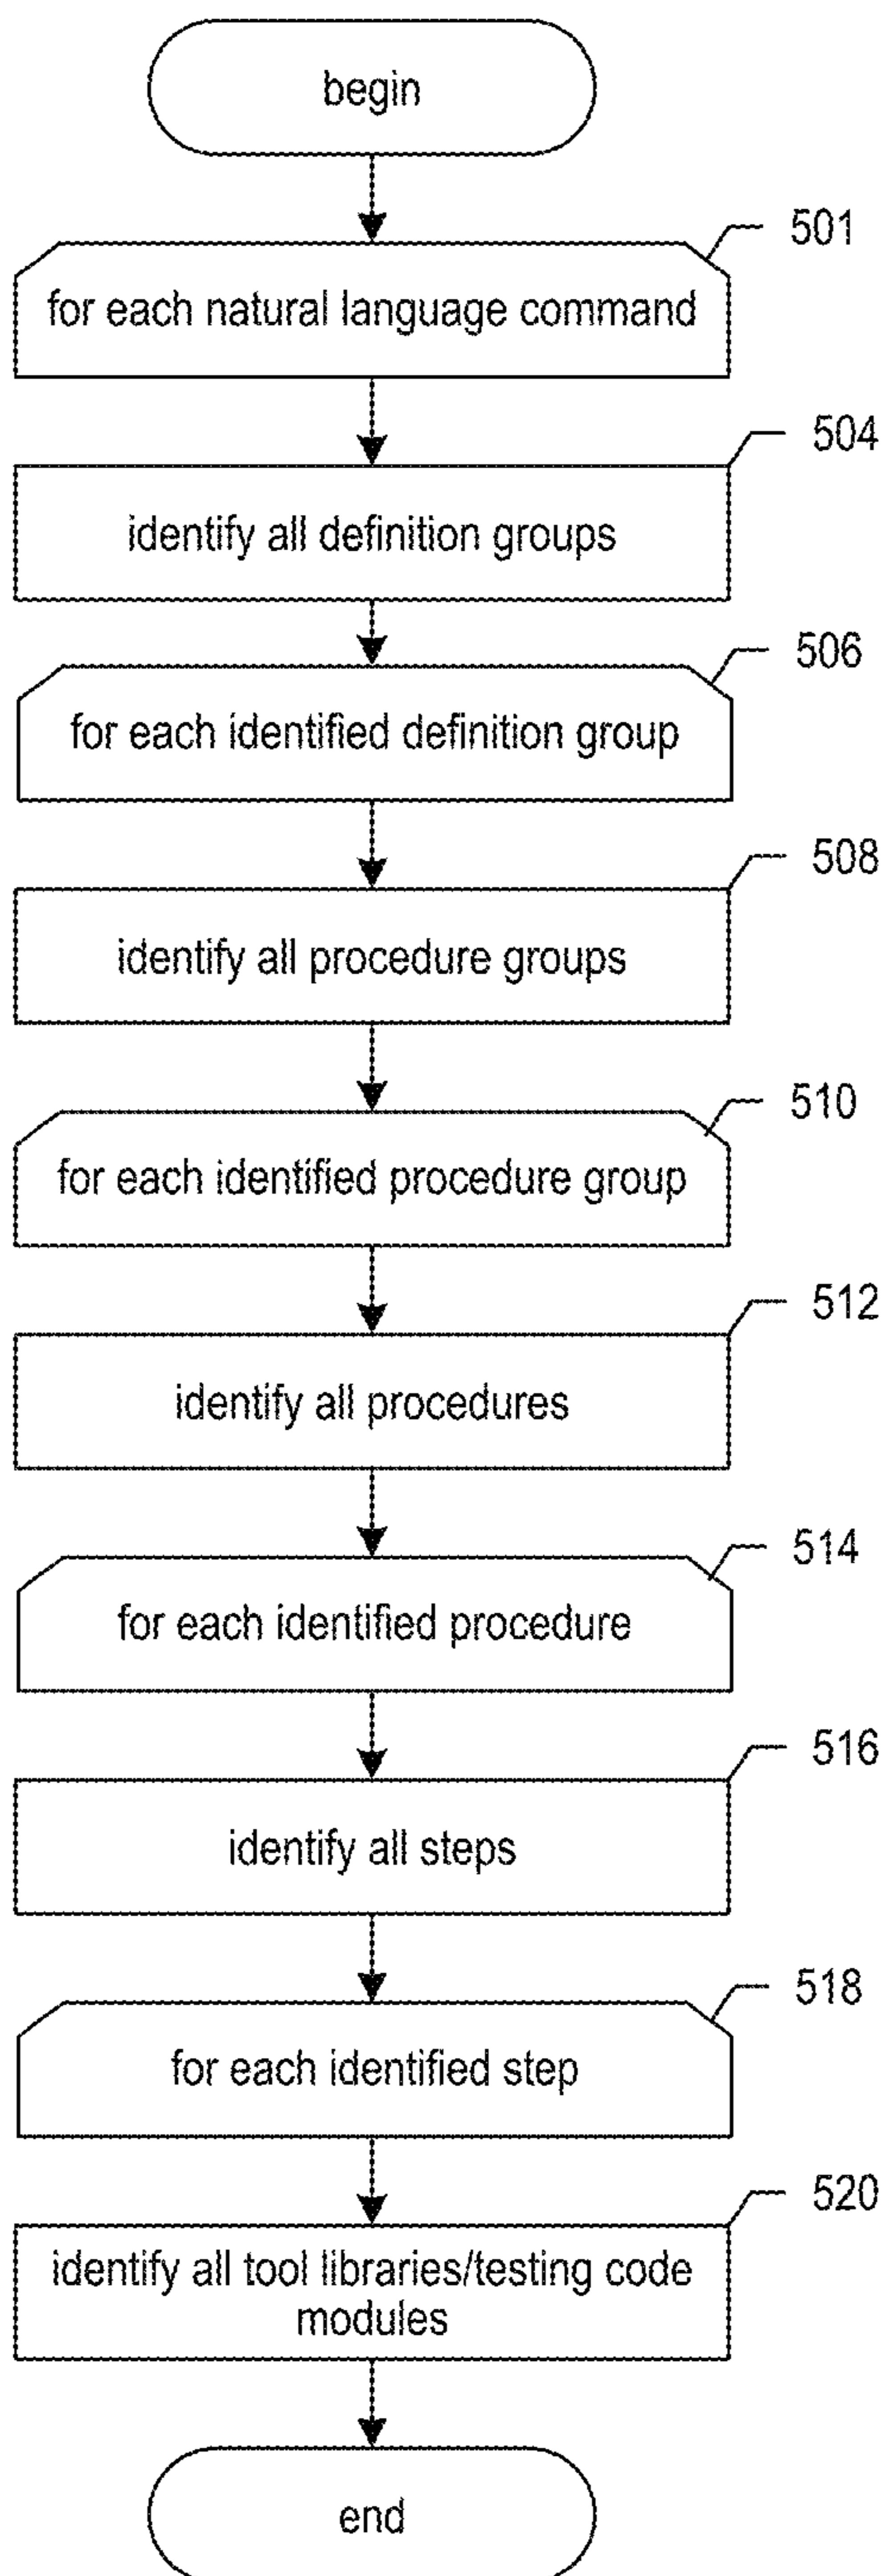 begin
501
for each natural language command
504
identify all definition groups
506
for each identified definition group
508
identify all procedure groups
510
for each identified procedure group
512
identify all procedures
514
for each identified procedure
516
identify all steps
518
for each identified step
520
identify all tool libraries/testing code
modules
end